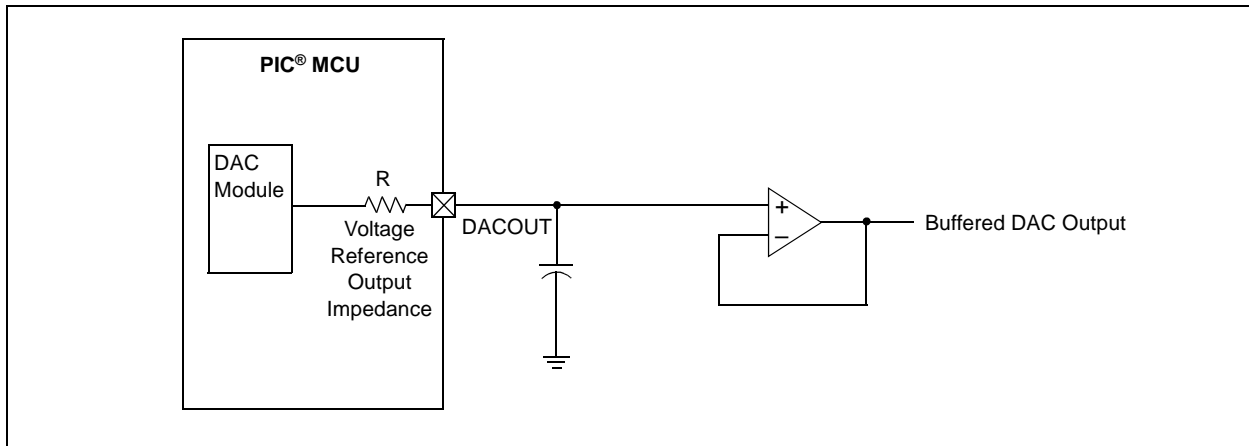 PIC® MCU
DAC
Module
R
Voltage
Reference
Output
Impedance
DACOUT
+
–
Buffered DAC Output